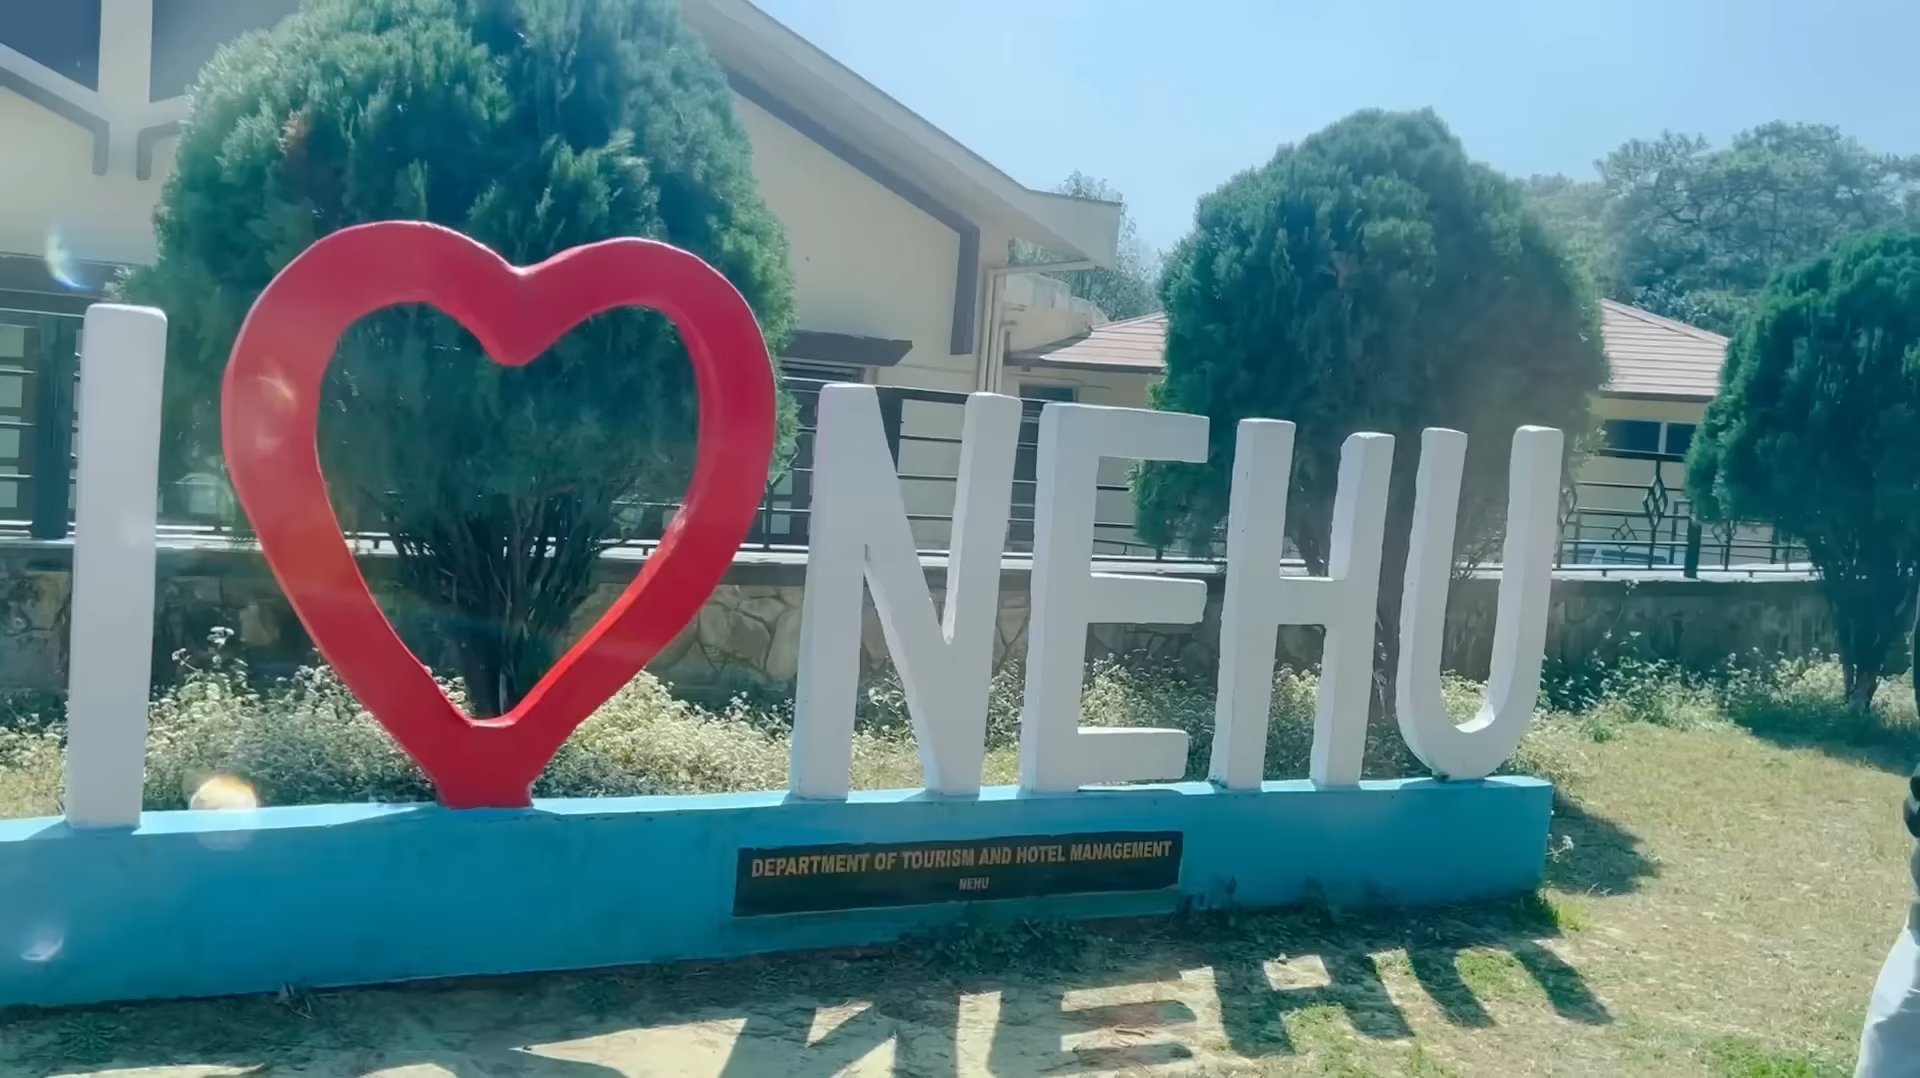 I ❤ NEHU
DEPARTMENT OF TOURISM AND HOTEL MANAGEMENT
NEHU